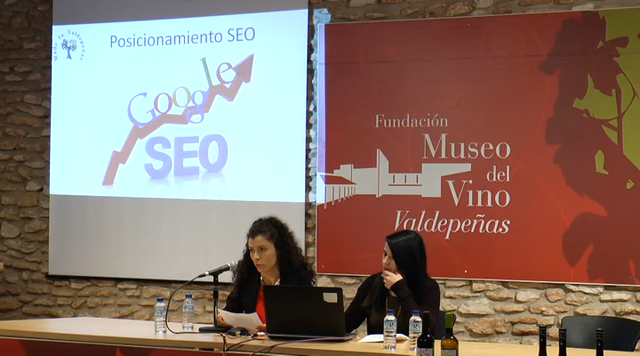 Posicionamiento SEO
Google
SEO
Fundación
Museo
del
Vino
Valdepeñas